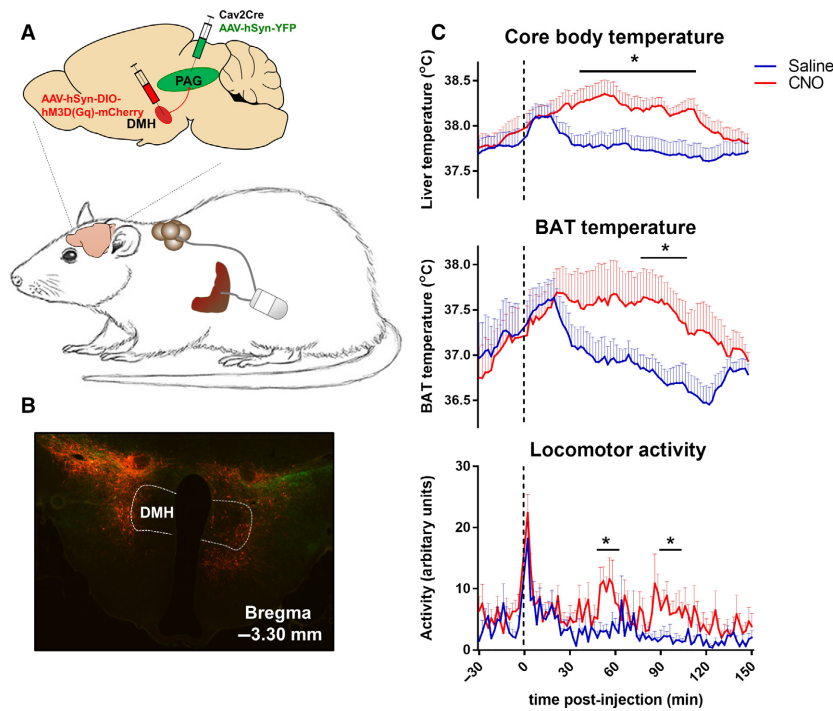 A
Cav2Cre
AAV-hSyn-YFP
PAG
AAV-hSyn-DIO-
hM3D(Gq)-mCherry
DMH
B
DMH
Bregma
–3.30 mm
C
Core body temperature
Saline
CNO
*
Liver temperature (°C)
38.5
38.0
37.5
BAT temperature
*
BAT temperature (°C)
38.0
37.5
37.0
36.5
Locomotor activity
* *
Activity (arbitary units)
30
20
10
0
–30 0 30 60 90 120 150
time post-injection (min)